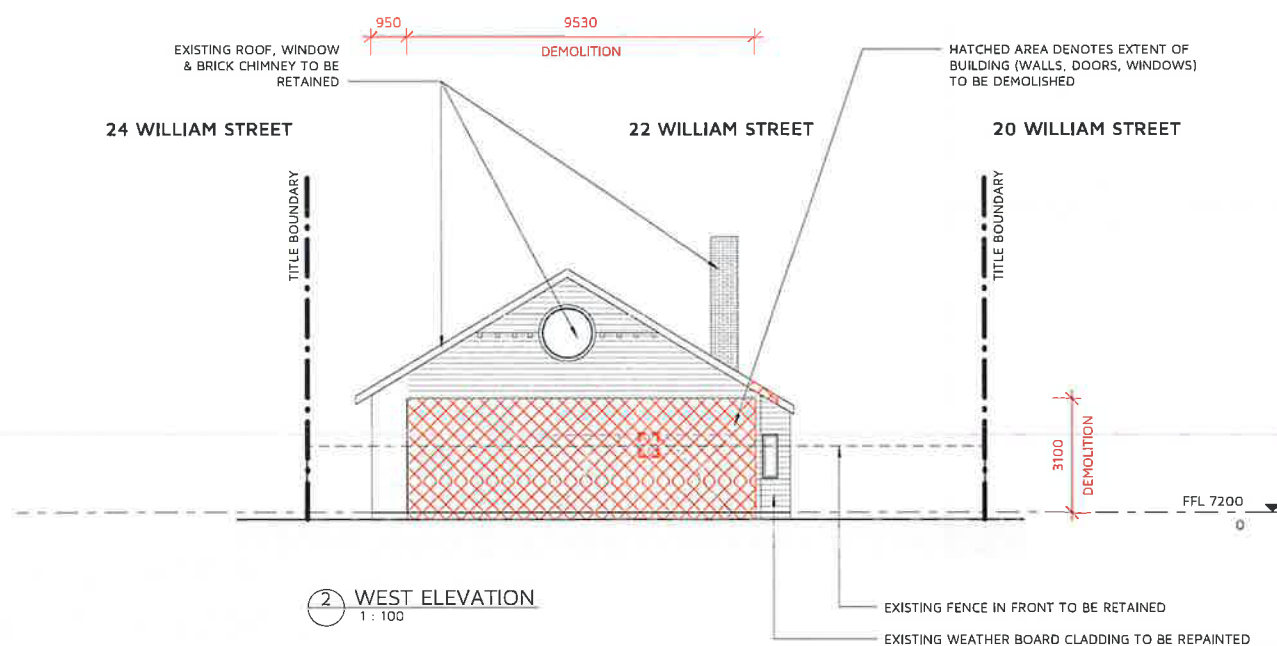 950
9530
DEMOLITION
EXISTING ROOF, WINDOW
& BRICK CHIMNEY TO BE
RETAINED
HATCHED AREA DENOTES EXTENT OF
BUILDING (WALLS, DOORS, WINDOWS)
TO BE DEMOLISHED
24 WILLIAM STREET
22 WILLIAM STREET
20 WILLIAM STREET
TITLE BOUNDARY
TITLE BOUNDARY
3100
DEMOLITION
FFL 7200
0
2
WEST ELEVATION
1 : 100
EXISTING FENCE IN FRONT TO BE RETAINED
EXISTING WEATHER BOARD CLADDING TO BE REPAINTED